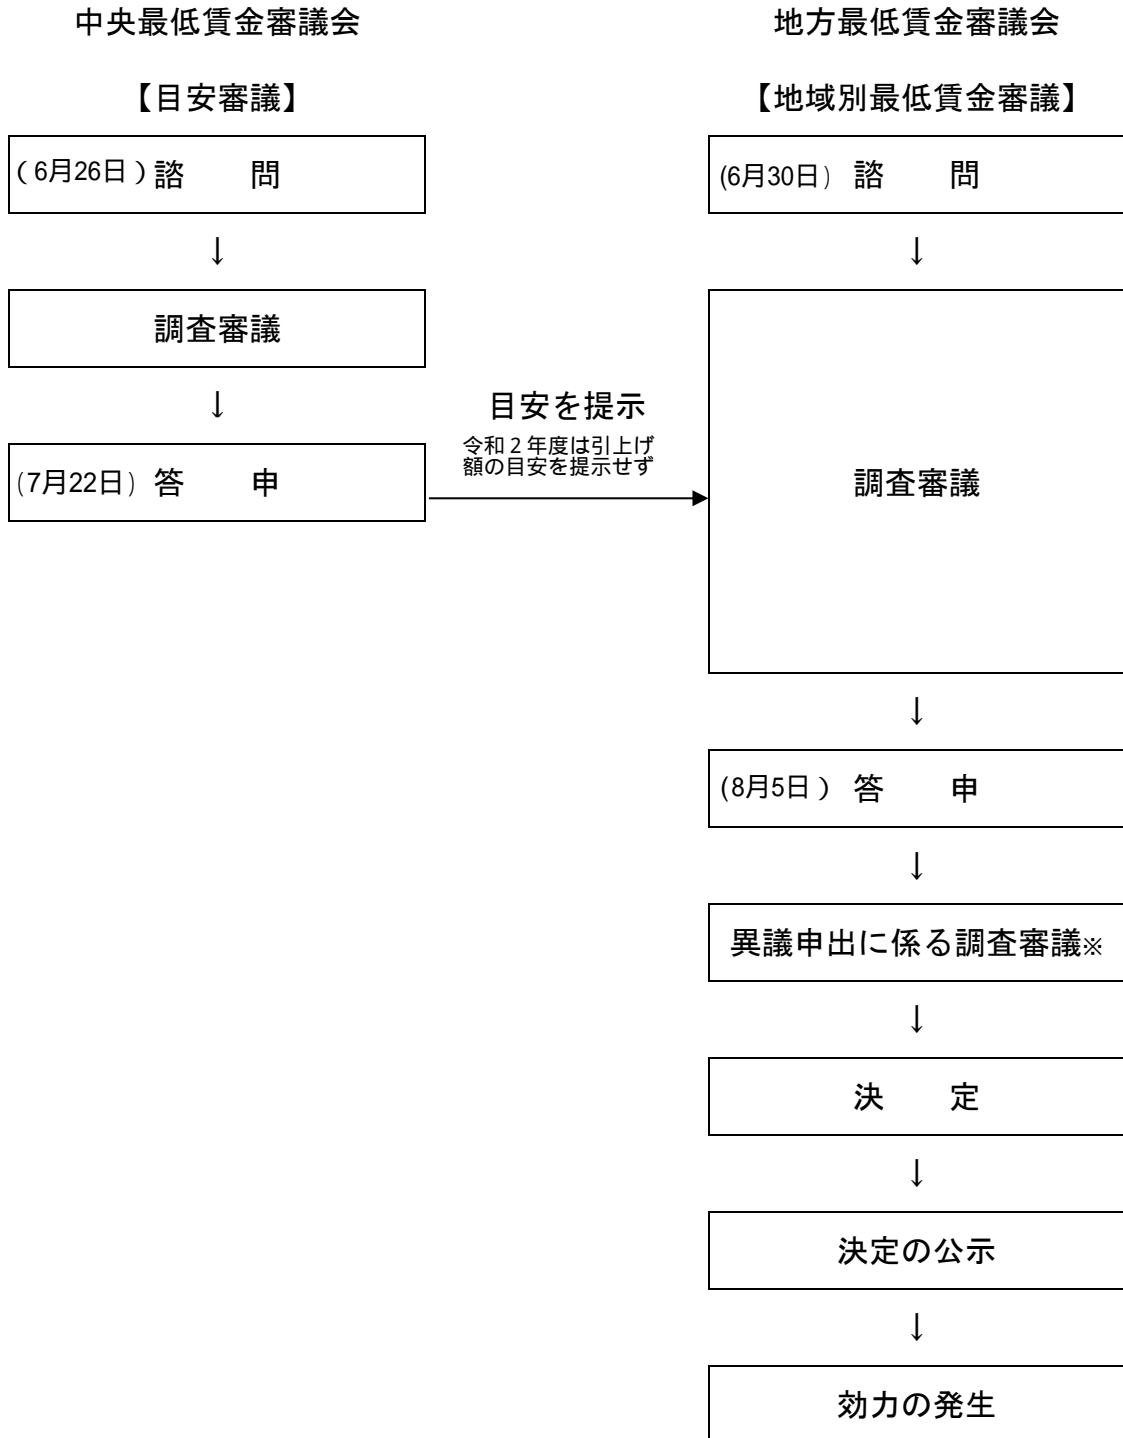 中央最低賃金審議会
【目安審議】
（6月26日）諮　　問
↓
調査審議
↓
(7月22日) 答　　申
目安を提示
令和２年度は引上げ
額の目安を提示せず
地方最低賃金審議会
【地域別最低賃金審議】
(6月30日) 諮　　問
↓
調査審議
↓
(8月5日） 答　　申
↓
異議申出に係る調査審議※
↓
決　　定
↓
決定の公示
↓
効力の発生